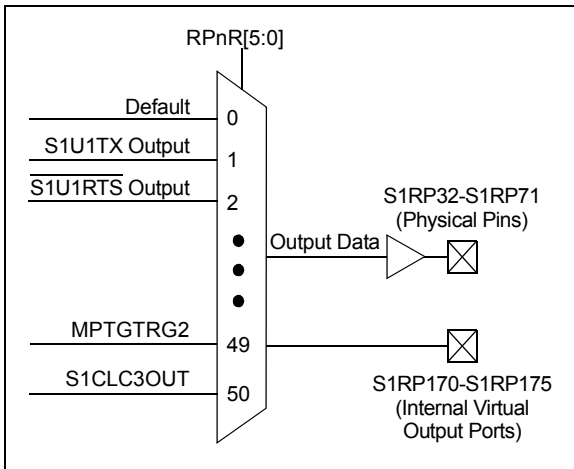 RPnR[5:0]
Default
0
S1U1TX Output
1
S1U1RTS Output
2
S1RP32-S1RP71
(Physical Pins)
Output Data
MPTGTRG2
49
S1CLC3OUT
50
S1RP170-S1RP175
(Internal Virtual
Output Ports)